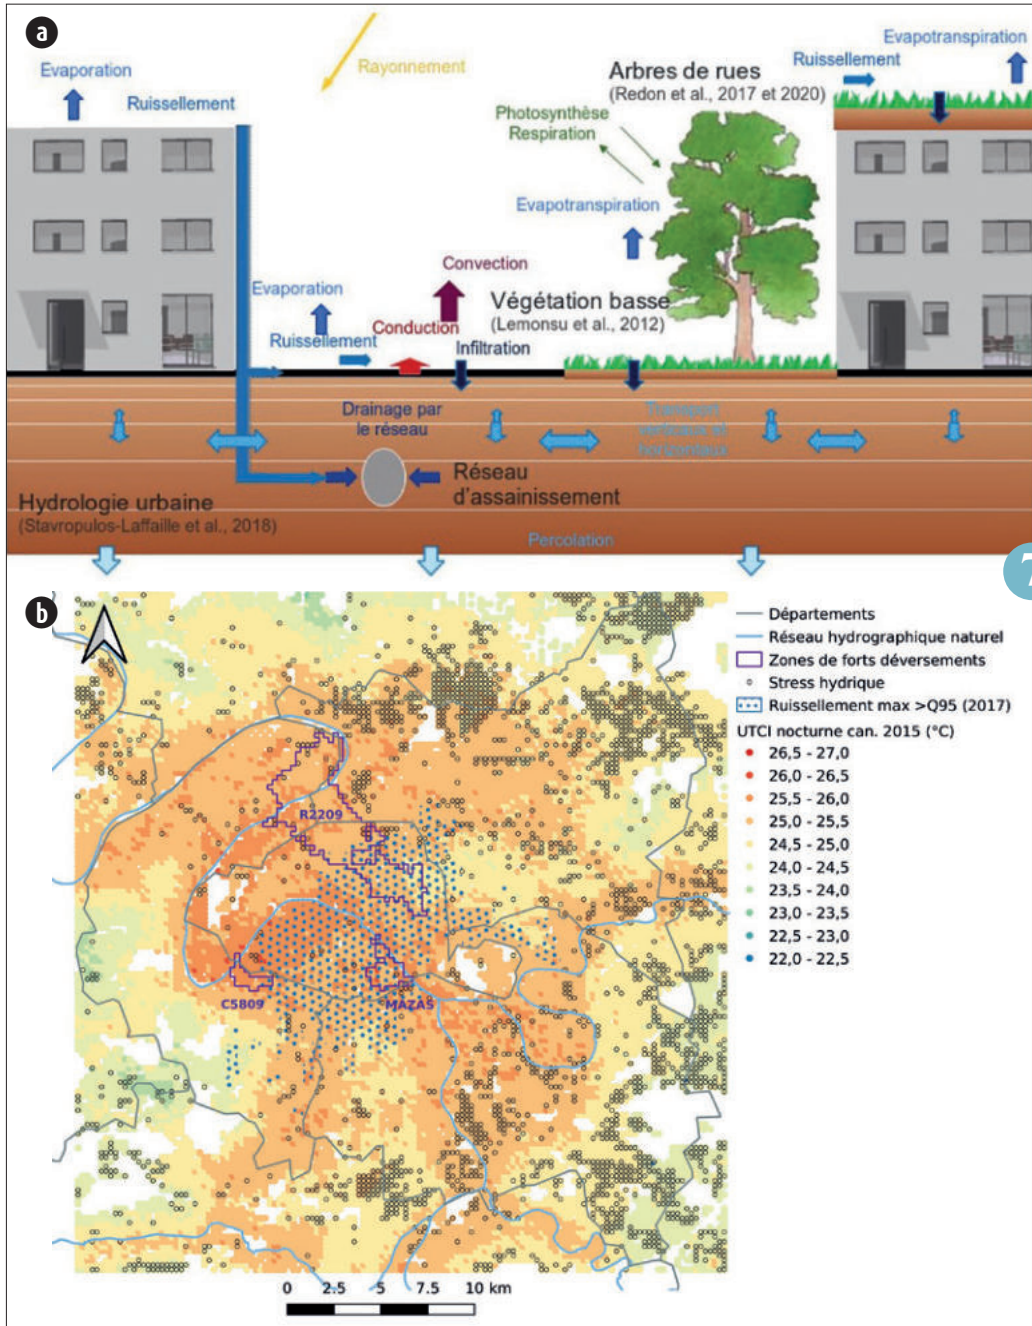 a
Evaporation
Ruissellement
Rayonnement
Arbres de rues
(Redon et al., 2017 et 2020)
Photosynthèse
Respiration
Evapotranspiration
Ruissellement
Evapotranspiration
Convection
Evaporation
Végétation basse
(Lemonsu et al., 2012)
Conduction
Ruissellement
Infiltration
Drainage par
le réseau
Transport
verticaux et
horizontaux
Réseau
d'assainissement
Hydrologie urbaine
(Stavropulos-Laffaille et al., 2018)
Percolation
7
b
Départements
Réseau hydrographique naturel
Zones de forts déversements
Stress hydrique
Ruissellement max >Q95 (2017)
UTCI nocturne can. 2015 (°C)
26,5 - 27,0
26,0 - 26,5
25,5 - 26,0
25,0 - 25,5
24,5 - 25,0
24,0 - 24,5
23,5 - 24,0
23,0 - 23,5
22,5 - 23,0
22,0 - 22,5
R2209
C5809
MAZAS
0 2.5 5 7.5 10 km